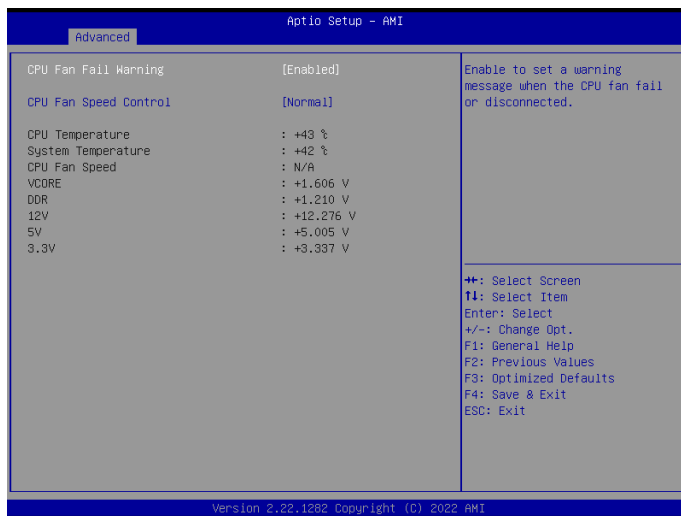 Aptio Setup – AMI
Advanced
CPU Fan Fail Warning [Enabled]
CPU Fan Speed Control [Normal]
CPU Temperature : +43 ℃
System Temperature : +42 ℃
CPU Fan Speed : N/A
VCORE : +1.606 V
DDR : +1.210 V
12V : +12.276 V
5V : +5.005 V
3.3V : +3.337 V
Enable to set a warning
message when the CPU fan fail
or disconnected.
→←: Select Screen
↑↓: Select Item
Enter: Select
+/-: Change Opt.
F1: General Help
F2: Previous Values
F3: Optimized Defaults
F4: Save & Exit
ESC: Exit
Version 2.22.1282 Copyright (C) 2022 AMI